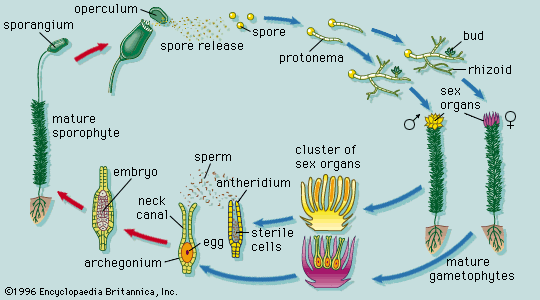 operculum
sporangium
spore release
spore
protonema
bud
rhizoid
sex
organs
♂
♀
mature
sporophyte
cluster of
sex organs
sperm
embryo
antheridium
neck
canal
egg
sterile
cells
archegonium
mature
gametophytes
©1996 Encyclopaedia Britannica, Inc.